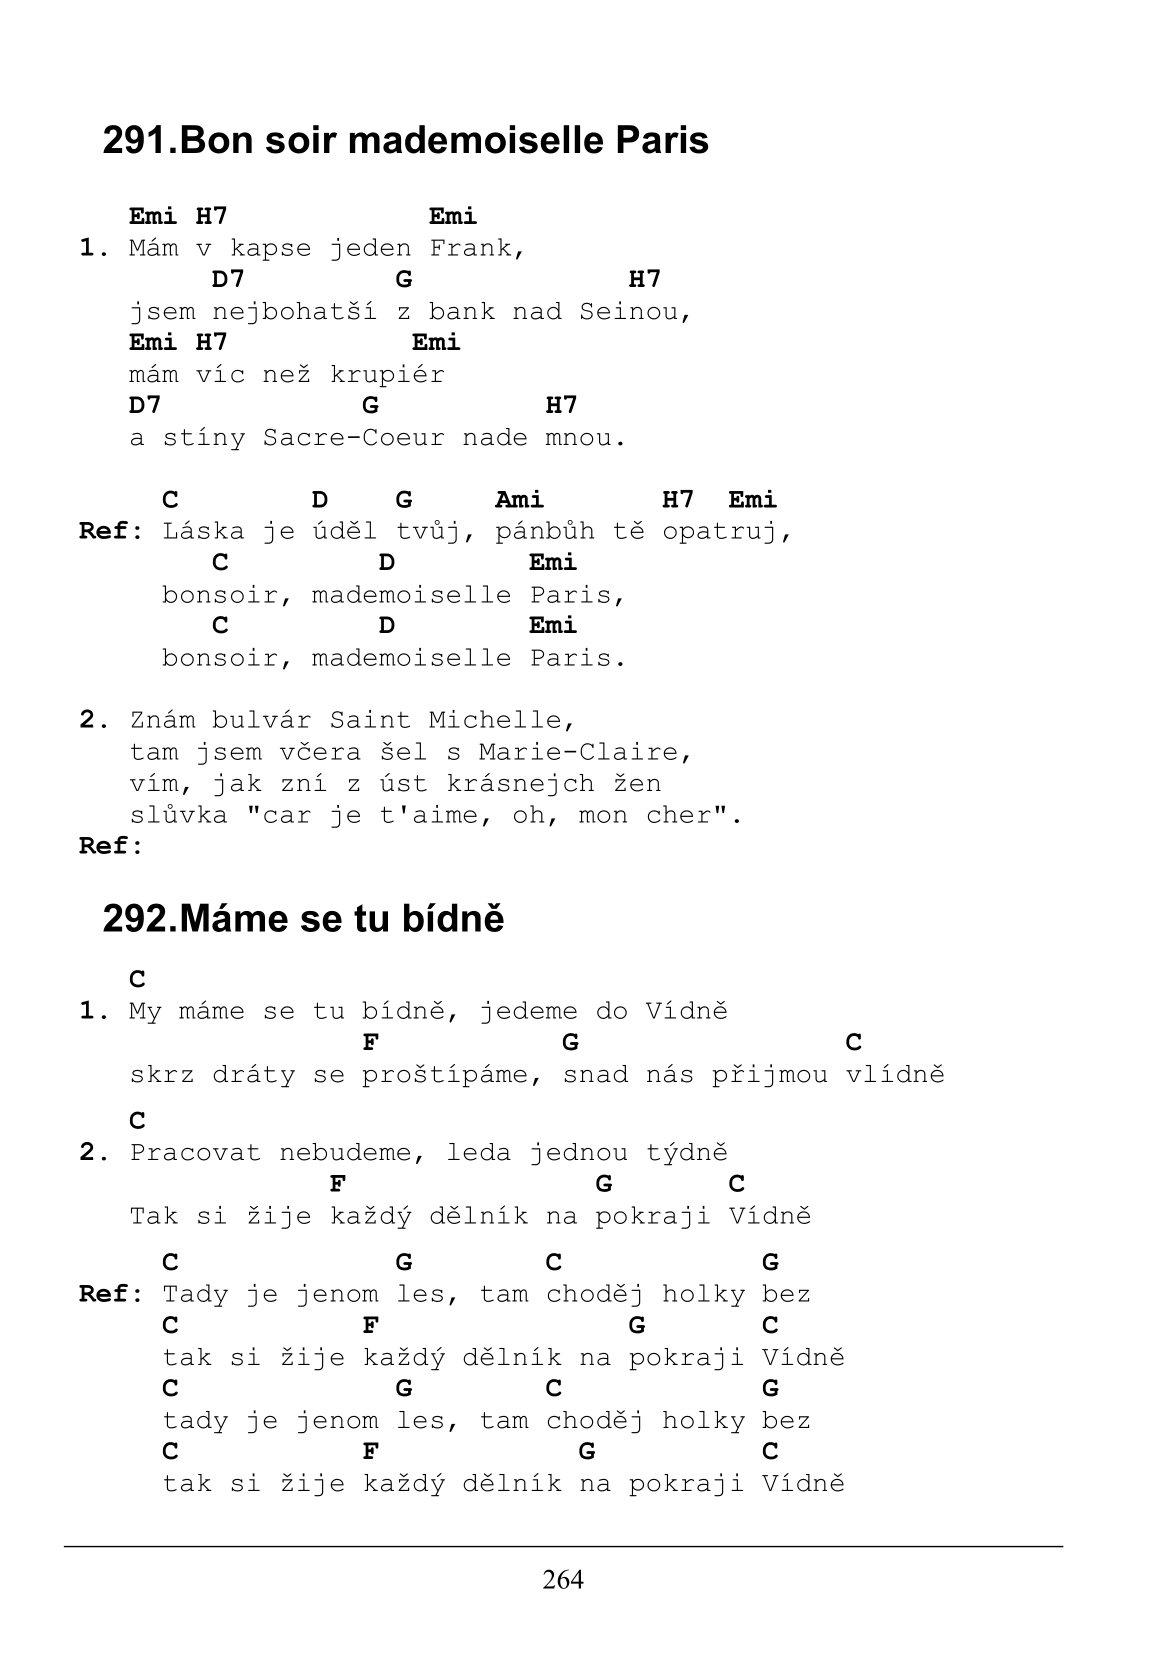 291.Bon soir mademoiselle Paris
Emi H7            Emi
1. Mám v kapse jeden Frank,
D7         G             H7
jsem nejbohatší z bank nad Seinou,
Emi H7           Emi
mám víc než krupiér
D7            G          H7
a stíny Sacre-Coeur nade mnou.
C        D    G     Ami       H7  Emi
Ref: Láska je úděl tvůj, pánbůh tě opatruj,
C         D        Emi
bonsoir, mademoiselle Paris,
C         D        Emi
bonsoir, mademoiselle Paris.
2. Znám bulvár Saint Michelle,
tam jsem včera šel s Marie-Claire,
vím, jak zní z úst krásnejch žen
slůvka "car je t'aime, oh, mon cher".
Ref:
292.Máme se tu bídně
C
1. My máme se tu bídně, jedeme do Vídně
F           G                C
skrz dráty se proštípáme, snad nás přijmou vlídně
C
2. Pracovat nebudeme, leda jednou týdně
F               G       C
Tak si žije každý dělník na pokraji Vídně
C             G        C            G
Ref: Tady je jenom les, tam choděj holky bez
C           F               G       C
tak si žije každý dělník na pokraji Vídně
C             G        C            G
tady je jenom les, tam choděj holky bez
C           F            G          C
tak si žije každý dělník na pokraji Vídně
264